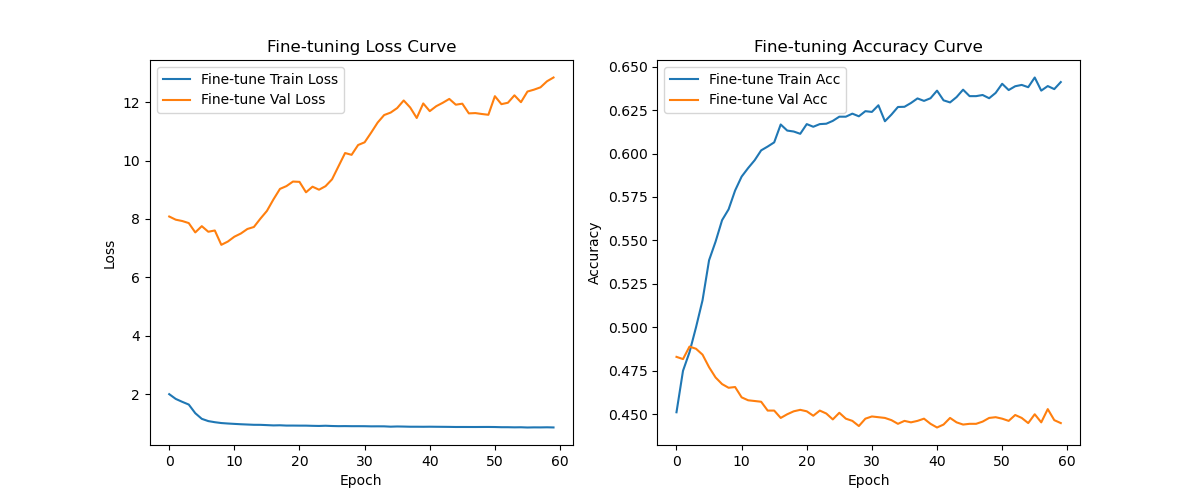 Fine-tuning Loss Curve
Fine-tune Train Loss
Fine-tune Val Loss
12
10
8
6
4
2
Loss
0 10 20 30 40 50 60
Epoch
Fine-tuning Accuracy Curve
Fine-tune Train Acc
Fine-tune Val Acc
0.650
0.625
0.600
0.575
0.550
0.525
0.500
0.475
0.450
Accuracy
0 10 20 30 40 50 60
Epoch